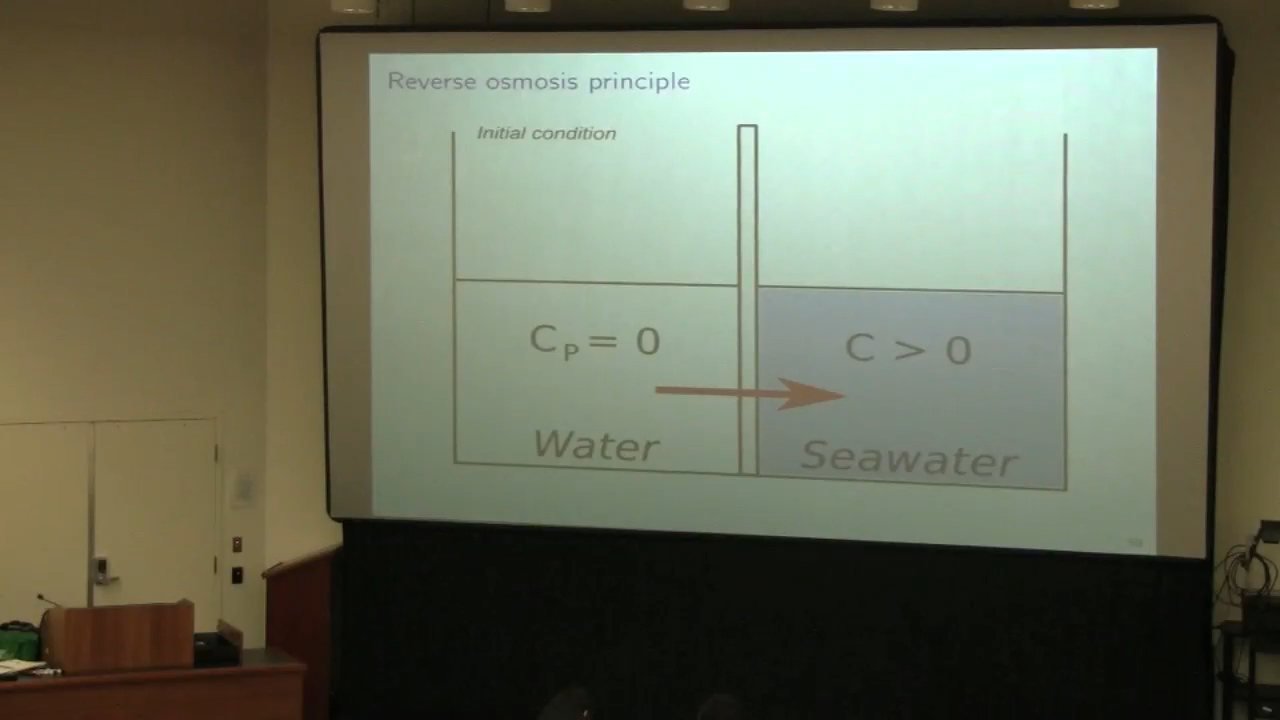 Reverse osmosis principle
Initial condition
C_P = 0
C > 0
Water
Seawater